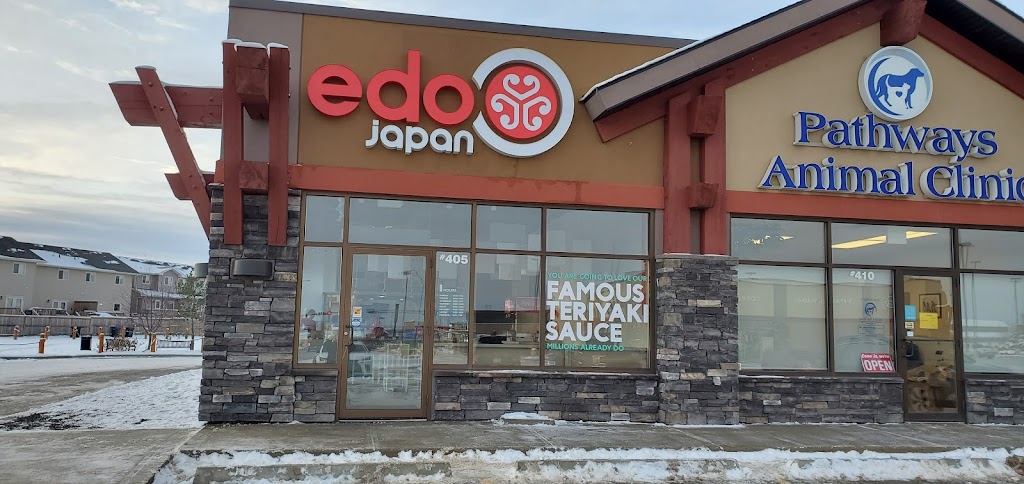 edo
japan
Pathways
Animal Clinic
#405
YOU ARE GOING TO LOVE OUR
FAMOUS
TERIYAKI
SAUCE
MILLIONS ALREADY DO
#410
OPEN